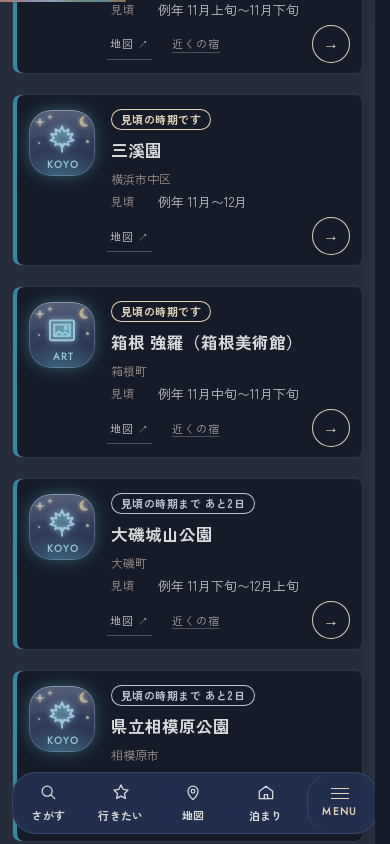 見頃 例年 11月上旬〜11月下旬
地図 ↗ 近くの宿 →
見頃の時期です
KOYO
三溪園
横浜市中区
見頃 例年 11月〜12月
地図 ↗ →
見頃の時期です
ART
箱根 強羅（箱根美術館）
箱根町
見頃 例年 11月中旬〜11月下旬
地図 ↗ 近くの宿 →
見頃の時期まで あと2日
KOYO
大磯城山公園
大磯町
見頃 例年 11月下旬〜12月上旬
地図 ↗ 近くの宿 →
見頃の時期まで あと2日
KOYO
県立相模原公園
相模原市
さがす 行きたい 地図 泊まり MENU